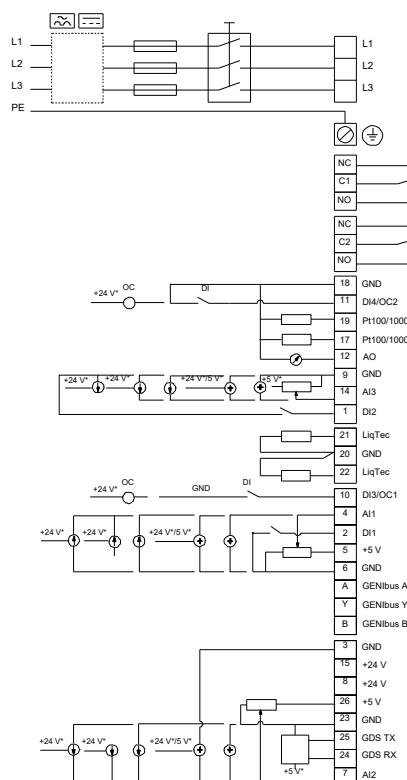 L1 L1
L2 L2
L3 L3
PE
NC
C1
NO
NC
C2
NO
18 GND
+24 V* OC DI 11 DI4/OC2
19 Pt100/1000
17 Pt100/1000
12 AO
9 GND
+24 V* +24 V* +24 V*/5 V* +5 V*
14 AI3
1 DI2
21 LiqTec
20 GND
22 LiqTec
+24 V* OC GND DI 10 DI3/OC1
4 AI1
2 DI1
+24 V* +24 V* +24 V*/5 V*
5 +5 V
6 GND
A GENIbus A
Y GENIbus Y
B GENIbus B
3 GND
15 +24 V
8 +24 V
26 +5 V
23 GND
25 GDS TX
+24 V* +24 V* +24 V*/5 V*
24 GDS RX
+5 V*
7 AI2